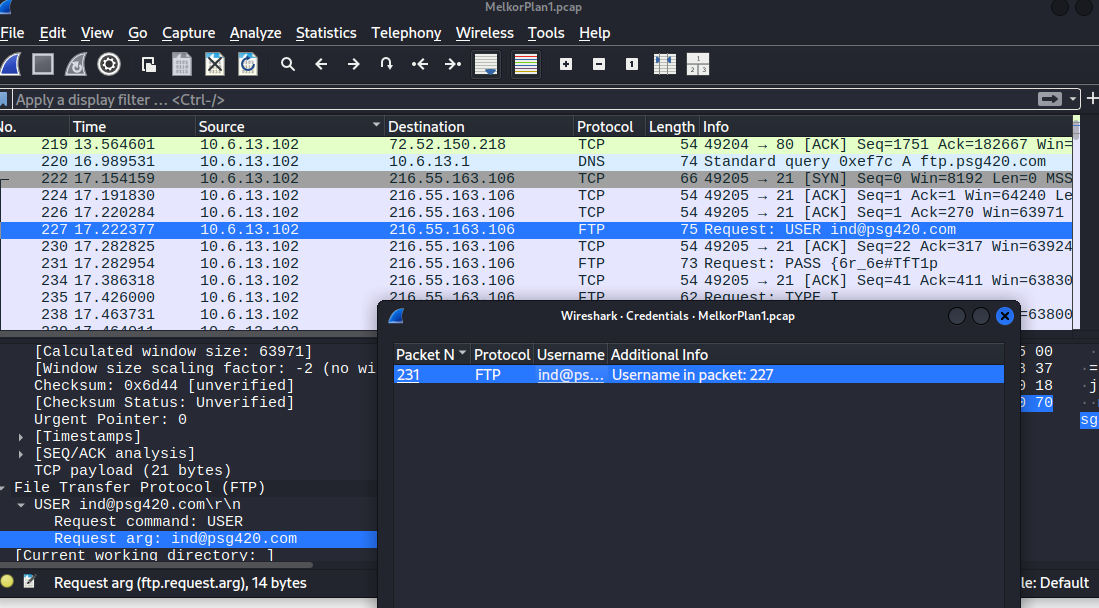 MelkorPlan1.pcap
File Edit View Go Capture Analyze Statistics Telephony Wireless Tools Help
Apply a display filter … <Ctrl-/>
No. Time Source Destination Protocol Length Info
219 13.564601 10.6.13.102 72.52.150.218 TCP 54 49204 → 80 [ACK] Seq=1751 Ack=182667 Win=
220 16.989531 10.6.13.102 10.6.13.1 DNS 74 Standard query 0xef7c A ftp.psg420.com
222 17.154159 10.6.13.102 216.55.163.106 TCP 66 49205 → 21 [SYN] Seq=0 Win=8192 Len=0 MSS
224 17.191830 10.6.13.102 216.55.163.106 TCP 54 49205 → 21 [ACK] Seq=1 Ack=1 Win=64240 Le
226 17.220284 10.6.13.102 216.55.163.106 TCP 54 49205 → 21 [ACK] Seq=1 Ack=270 Win=63971
227 17.222377 10.6.13.102 216.55.163.106 FTP 75 Request: USER ind@psg420.com
230 17.282825 10.6.13.102 216.55.163.106 TCP 54 49205 → 21 [ACK] Seq=22 Ack=317 Win=63924
231 17.282954 10.6.13.102 216.55.163.106 FTP 73 Request: PASS {6r_6e#TfT1p
234 17.386318 10.6.13.102 216.55.163.106 TCP 54 49205 → 21 [ACK] Seq=41 Ack=411 Win=63830
235 17.426000 10.6.13.102 216.55.163.106 FTP 62 Request: TYPE I
238 17.463731 10.6.13.102 =63800
239 17.464011 10.6.13.102
Wireshark · Credentials · MelkorPlan1.pcap
Packet N Protocol Username Additional Info
231 FTP ind@ps... Username in packet: 227
[Calculated window size: 63971]
[Window size scaling factor: -2 (no wi
Checksum: 0x6d44 [unverified]
[Checksum Status: Unverified]
Urgent Pointer: 0
[Timestamps]
[SEQ/ACK analysis]
TCP payload (21 bytes)
File Transfer Protocol (FTP)
USER ind@psg420.com\r\n
Request command: USER
Request arg: ind@psg420.com
[Current working directory: ]
5 00
3 37 =
0 18 j
0 70
sg
Request arg (ftp.request.arg), 14 bytes
le: Default